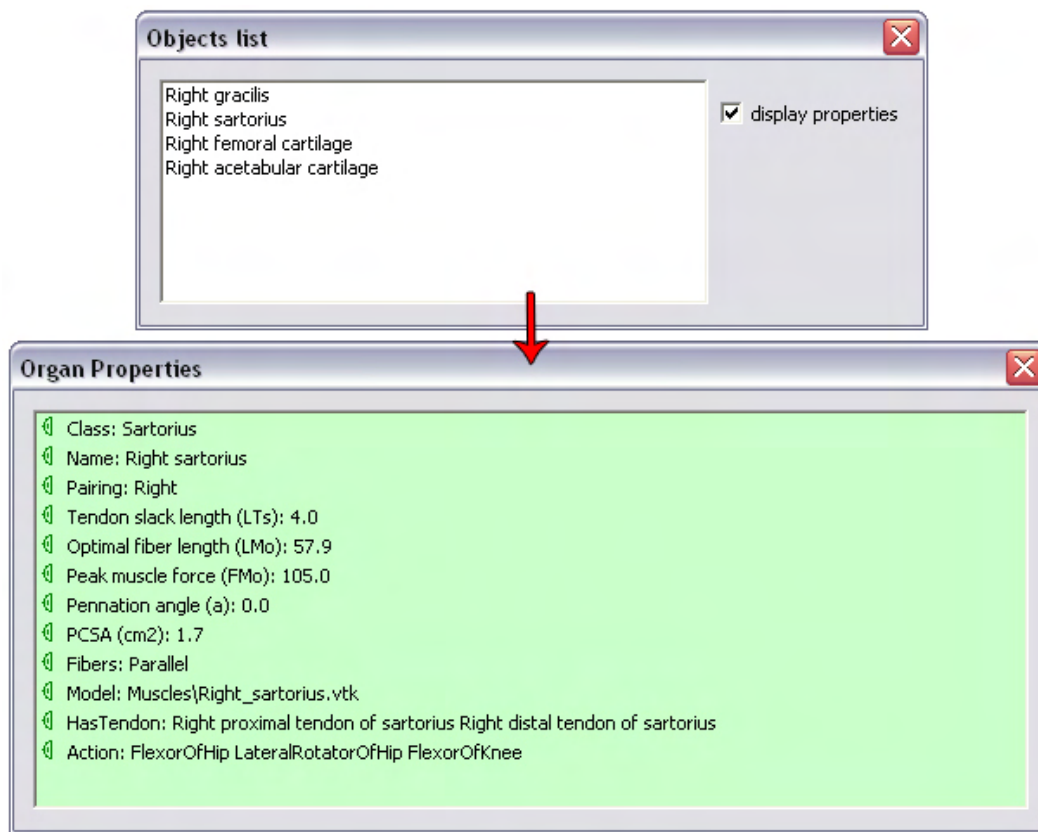 Objects list
Right gracilis
Right sartorius
Right femoral cartilage
Right acetabular cartilage
display properties
Organ Properties
Class: Sartorius
Name: Right sartorius
Pairing: Right
Tendon slack length (LTs): 4.0
Optimal fiber length (LMo): 57.9
Peak muscle force (FMo): 105.0
Pennation angle (a): 0.0
PCSA (cm2): 1.7
Fibers: Parallel
Model: Muscles\Right_sartorius.vtk
HasTendon: Right proximal tendon of sartorius Right distal tendon of sartorius
Action: FlexorOfHip LateralRotatorOfHip FlexorOfKnee